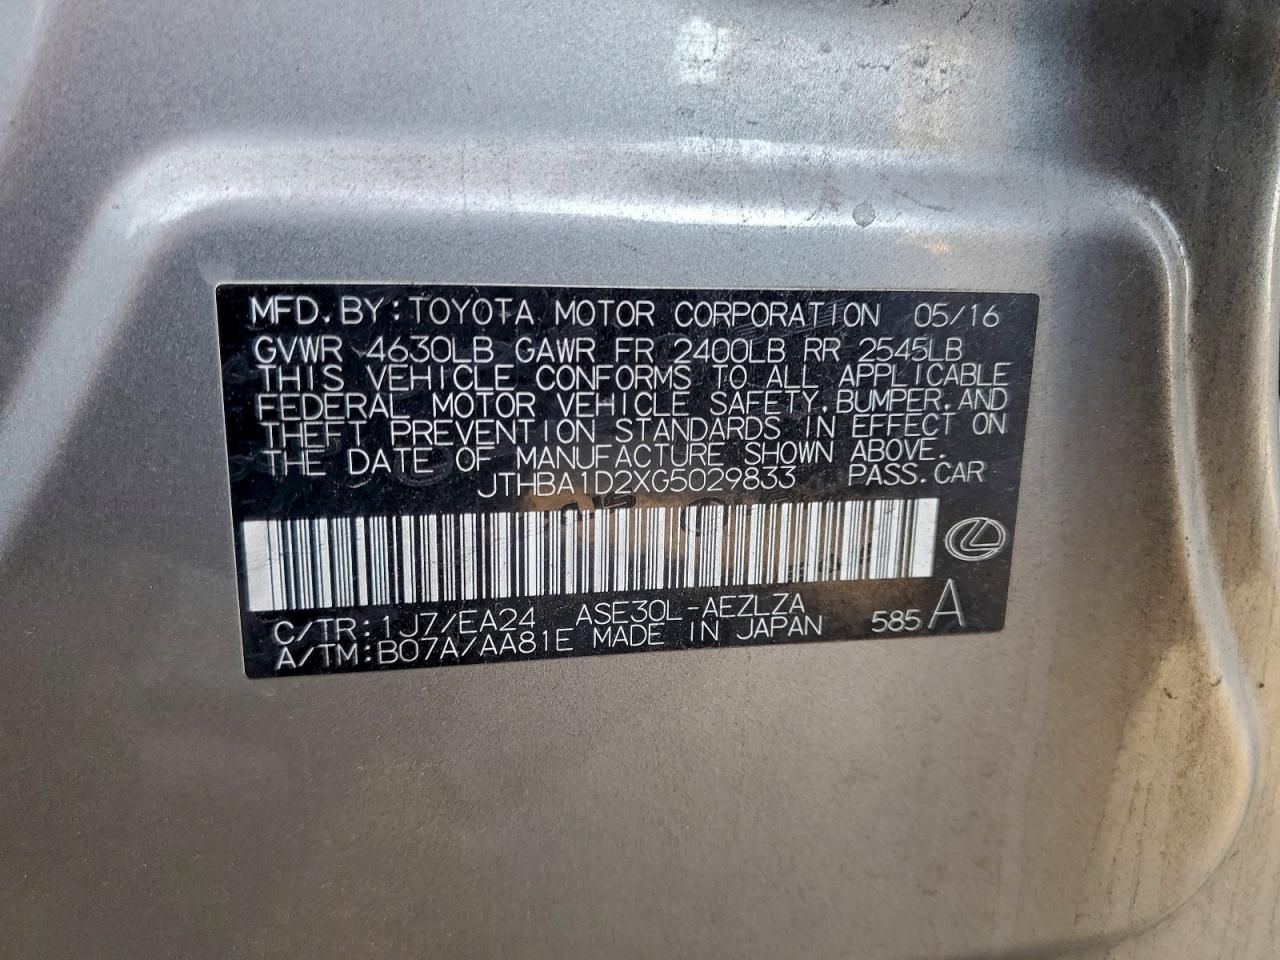 MFD.BY:TOYOTA MOTOR CORPORATION 05/16
GVWR 4630LB GAWR FR 2400LB RR 2545LB
THIS VEHICLE CONFORMS TO ALL APPLICABLE
FEDERAL MOTOR VEHICLE SAFETY,BUMPER,AND
THEFT PREVENTION STANDARDS IN EFFECT ON
THE DATE OF MANUFACTURE SHOWN ABOVE.
JTHBA1D2XG5029833 PASS.CAR
C/TR:1J7/EA24 ASE30L-AEZLZA
A/TM:B07A/AA81E MADE IN JAPAN 585 A